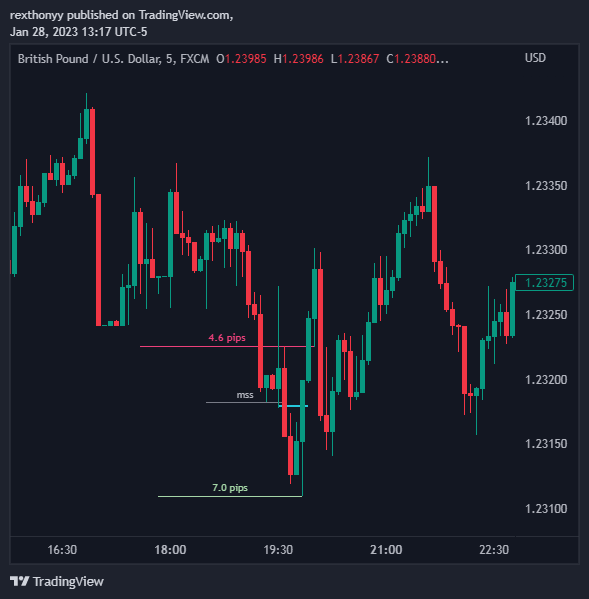 rexthonyy published on TradingView.com,
Jan 28, 2023 13:17 UTC-5
British Pound / U.S. Dollar, 5, FXCM O1.23985 H1.23986 L1.23867 C1.23880...
USD
1.23400
1.23350
1.23300
1.23275
1.23250
4.6 pips
1.23200
mss
1.23150
7.0 pips
1.23100
16:30 18:00 19:30 21:00 22:30
TradingView